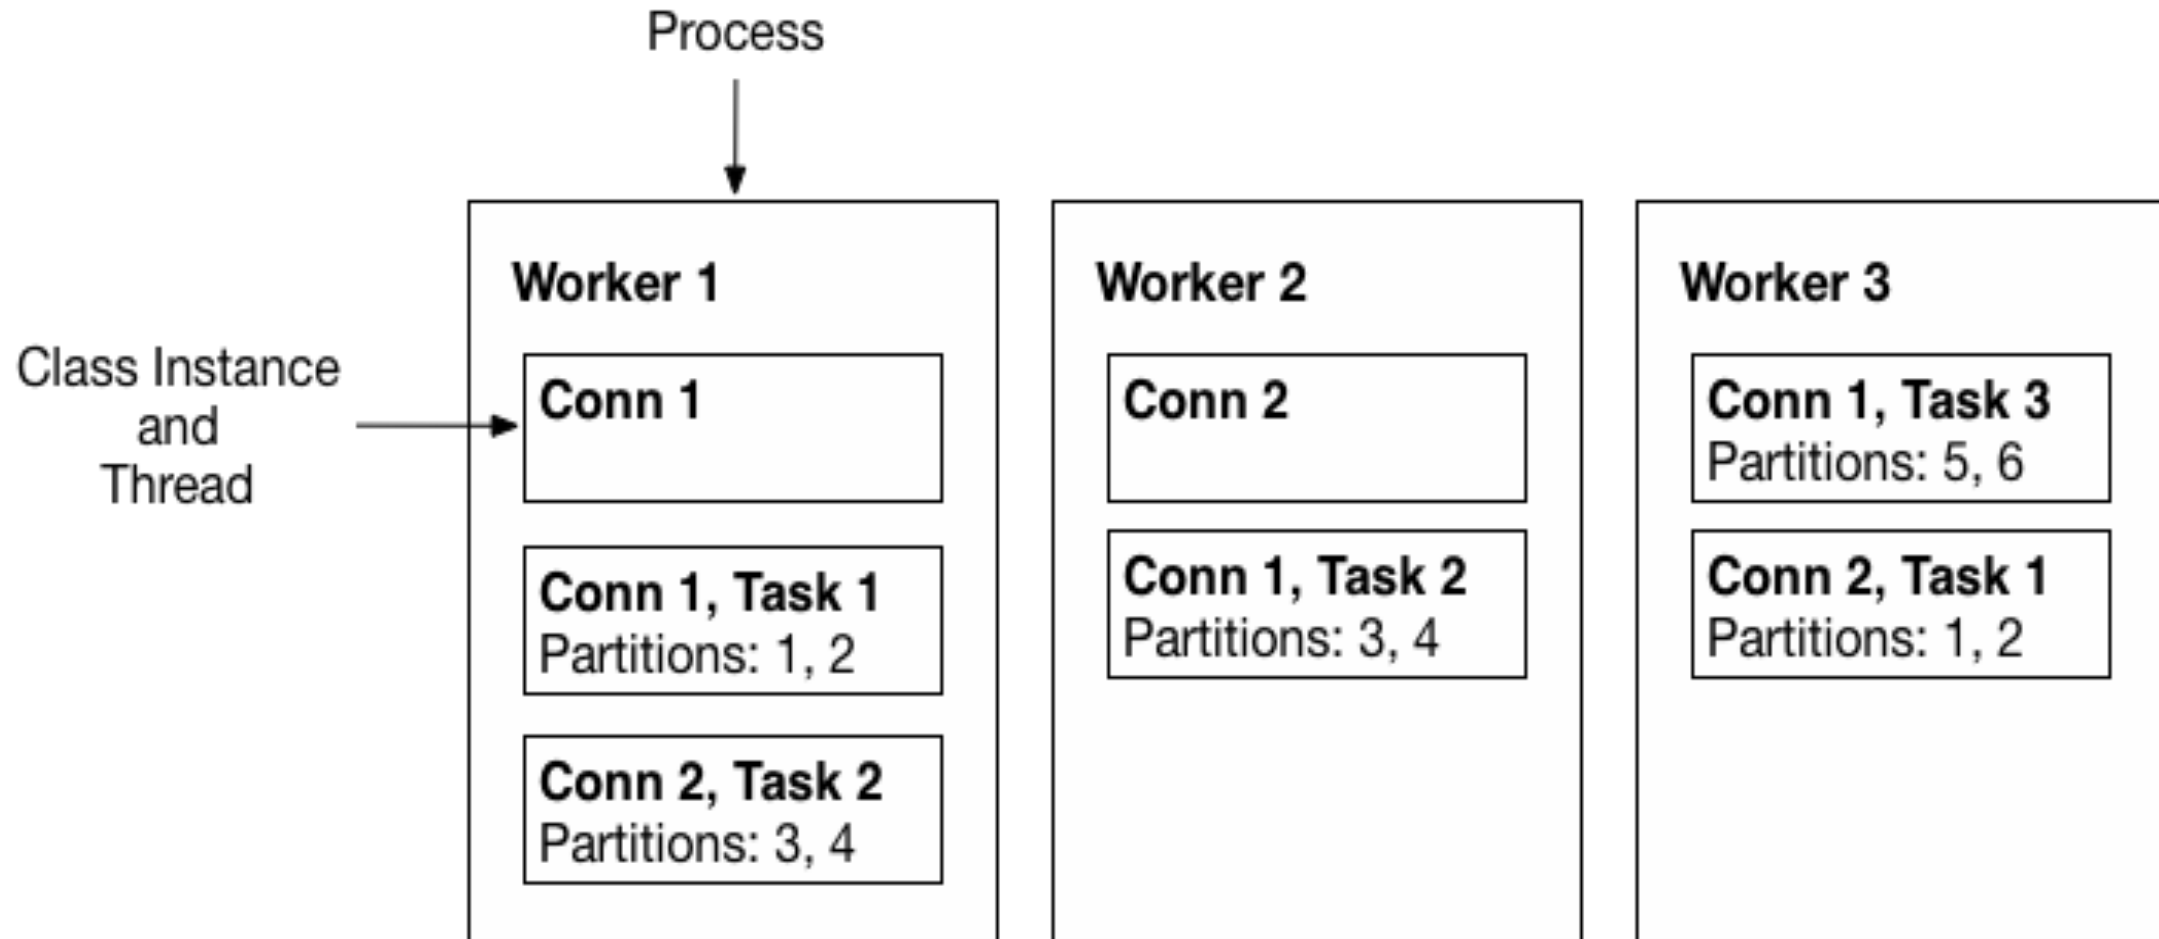 Process
Class Instance
and
Thread
Worker 1
Conn 1
Conn 1, Task 1
Partitions: 1, 2
Conn 2, Task 2
Partitions: 3, 4
Worker 2
Conn 2
Conn 1, Task 2
Partitions: 3, 4
Worker 3
Conn 1, Task 3
Partitions: 5, 6
Conn 2, Task 1
Partitions: 1, 2